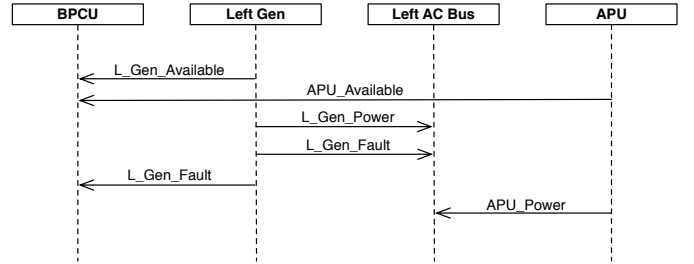 BPCU Left Gen Left AC Bus APU
L_Gen_Available
APU_Available
L_Gen_Power
L_Gen_Fault
L_Gen_Fault
APU_Power